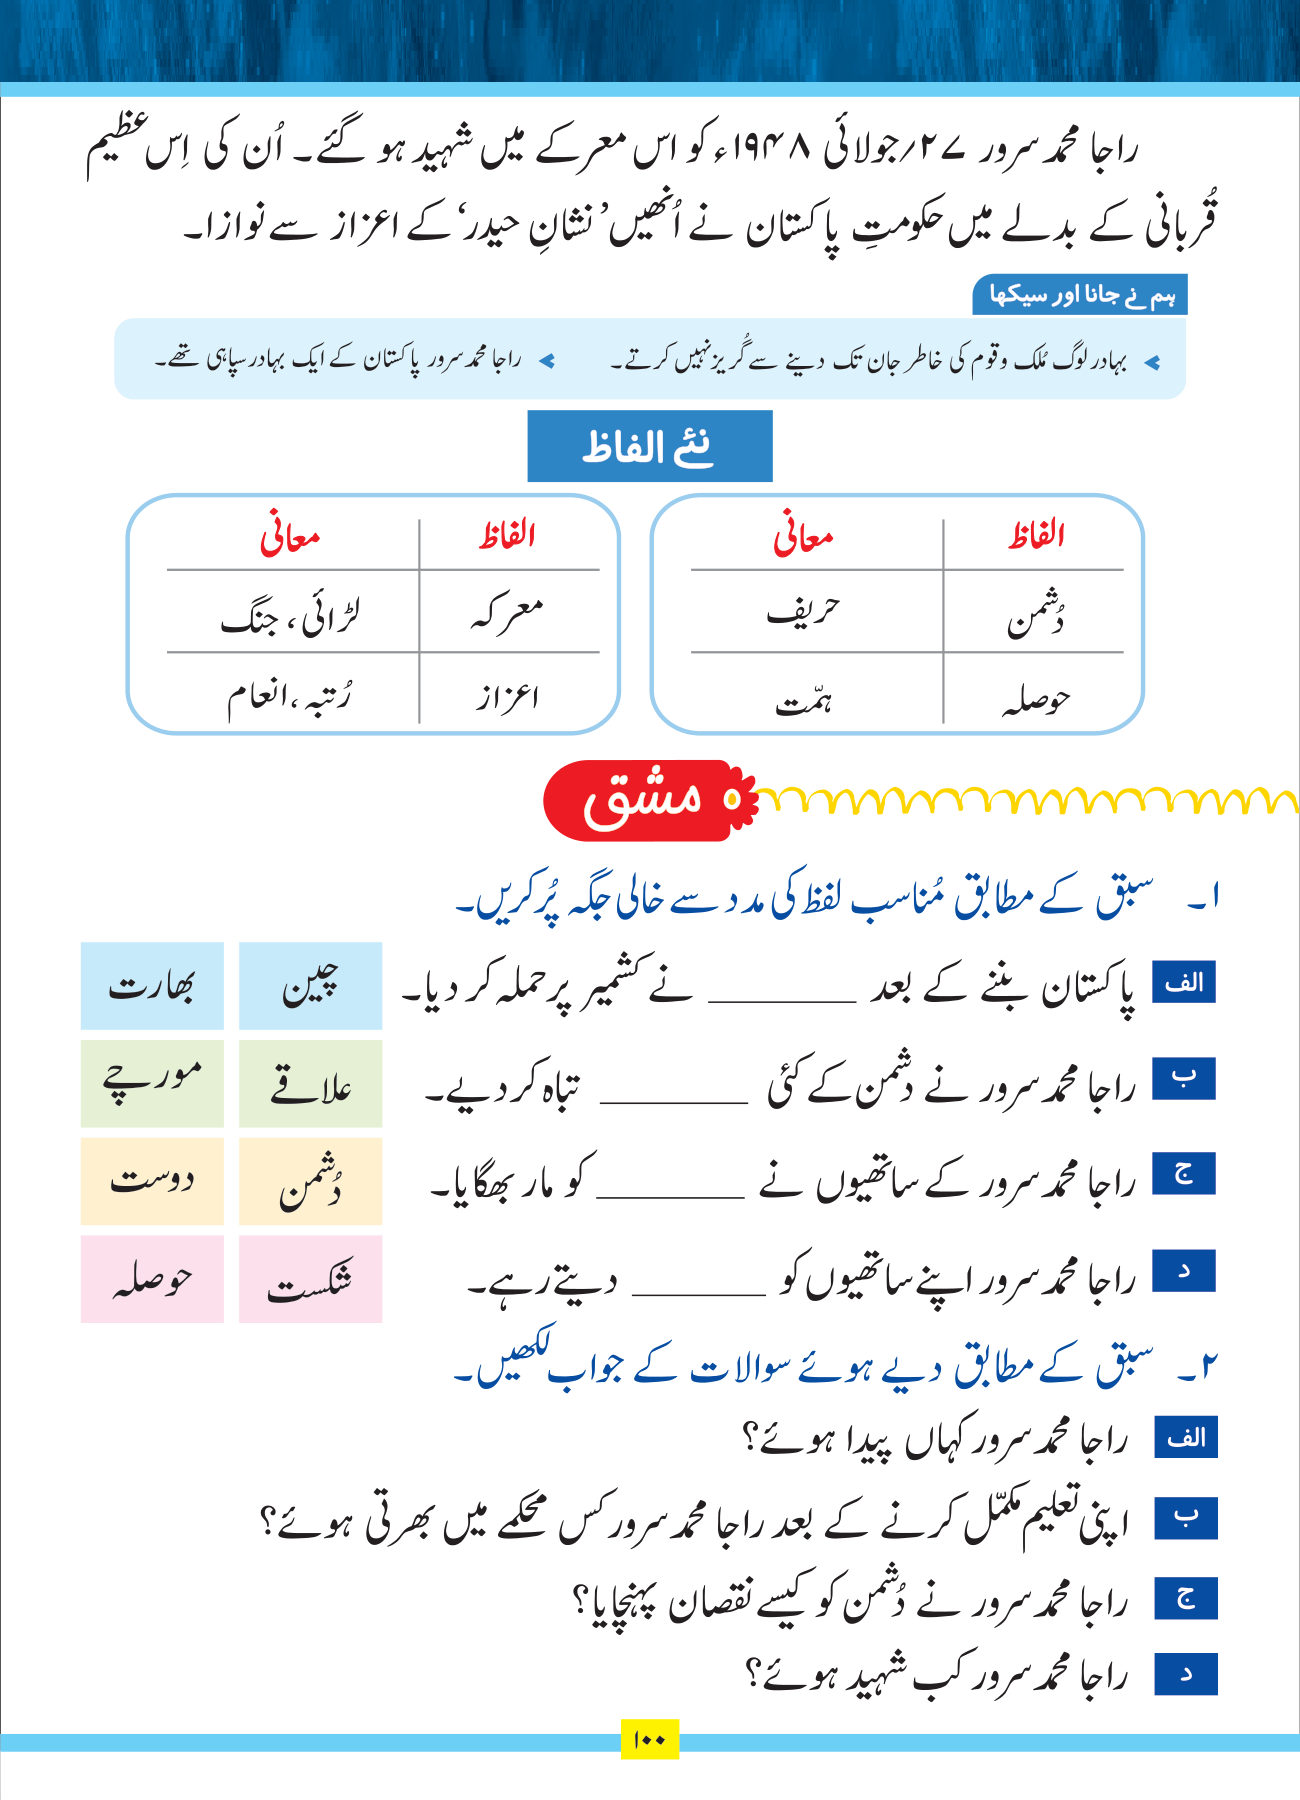 راجا محمد سرور ۲۷؍جولائی ۱۹۴۸ء کو اس معرکے میں شہید ہو گئے۔ اُن کی اِس عظیم
قُربانی کے بدلے میں حکومتِ پاکستان نے اُنھیں ’نشانِ حیدر‘ کے اعزاز سے نوازا۔
ہم نے جانا اور سیکھا
بہادر لوگ مُلک و قوم کی خاطر جان تک دینے سے گُریز نہیں کرتے۔
راجا محمد سرور پاکستان کے ایک بہادر سپاہی تھے۔
نئے الفاظ
الفاظ معانی
دُشمن حریف
حوصلہ ہمّت
الفاظ معانی
معرکہ لڑائی، جنگ
اعزاز رُتبہ، انعام
مشق
۱۔ سبق کے مطابق مُناسب لفظ کی مدد سے خالی جگہ پُر کریں۔
الف پاکستان بننے کے بعد ________ نے کشمیر پر حملہ کر دیا۔ چین بھارت
ب راجا محمد سرور نے دشمن کے کئی ________ تباہ کر دیے۔ علاقے مورچے
ج راجا محمد سرور کے ساتھیوں نے ________ کو مار بھگایا۔ دُشمن دوست
د راجا محمد سرور اپنے ساتھیوں کو ________ دیتے رہے۔ شکست حوصلہ
۲۔ سبق کے مطابق دیے ہوئے سوالات کے جواب لکھیں۔
الف راجا محمد سرور کہاں پیدا ہوئے؟
ب اپنی تعلیم مکمّل کرنے کے بعد راجا محمد سرور کس محکمے میں بھرتی ہوئے؟
ج راجا محمد سرور نے دُشمن کو کیسے نقصان پہنچایا؟
د راجا محمد سرور کب شہید ہوئے؟
۱۰۰